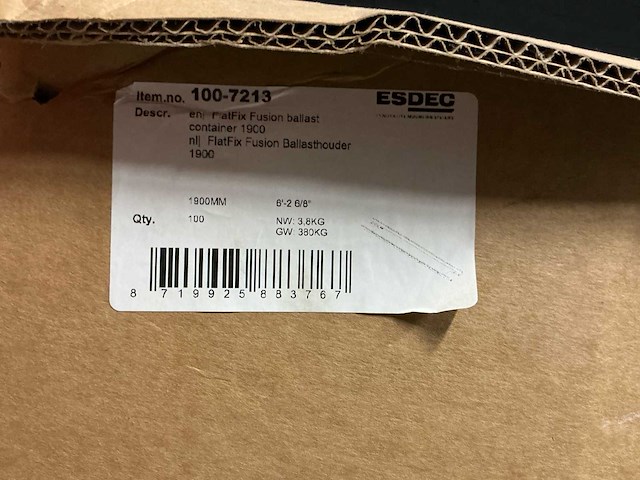 Item.no. 100-7213
ESDEC
Descr. en| FlatFix Fusion ballast
container 1900
nl| FlatFix Fusion Ballasthouder
1900
1900MM 6'-2 6/8"
Qty. 100 NW: 3,8KG
GW: 380KG
8 719925 883767